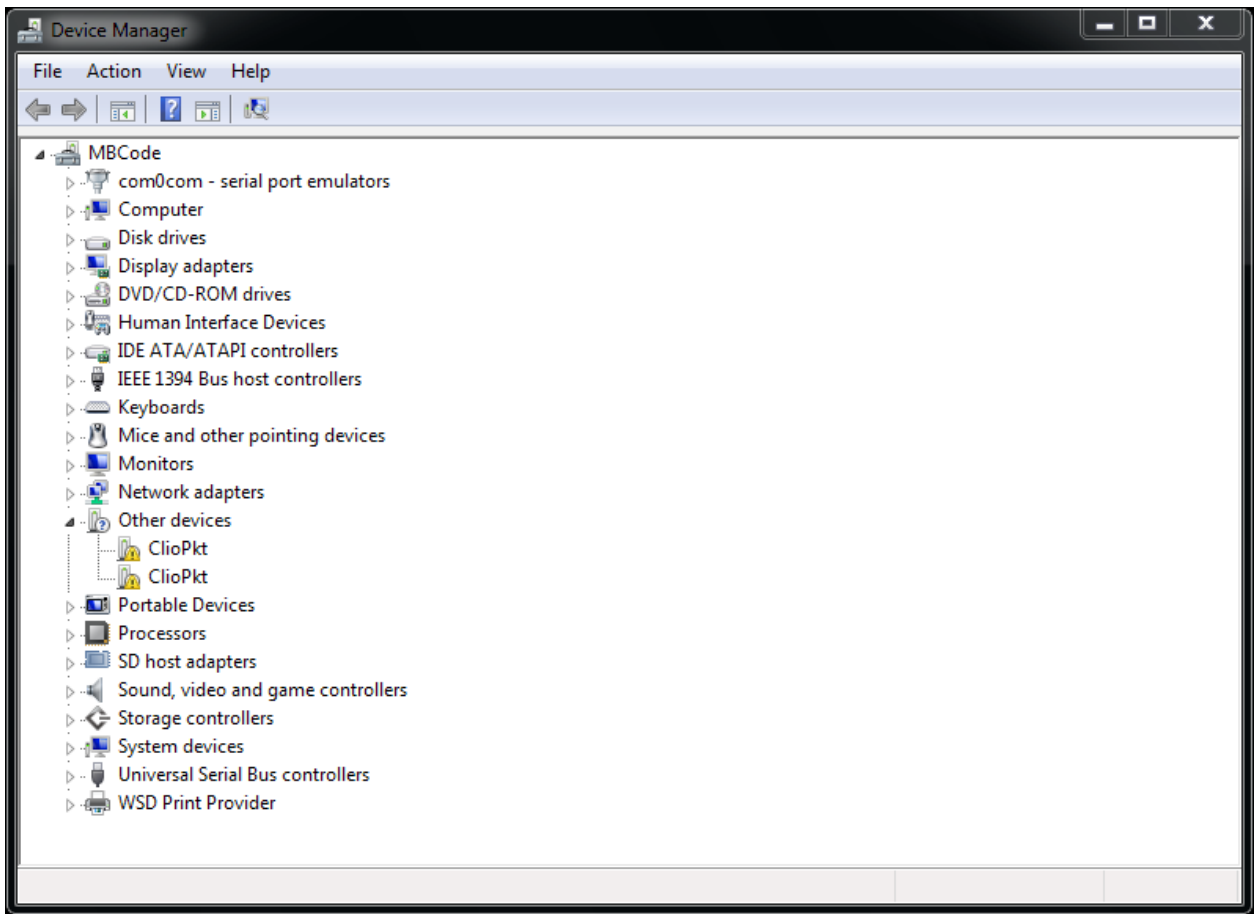 Device Manager
File Action View Help
MBCode
com0com - serial port emulators
Computer
Disk drives
Display adapters
DVD/CD-ROM drives
Human Interface Devices
IDE ATA/ATAPI controllers
IEEE 1394 Bus host controllers
Keyboards
Mice and other pointing devices
Monitors
Network adapters
Other devices
ClioPkt
ClioPkt
Portable Devices
Processors
SD host adapters
Sound, video and game controllers
Storage controllers
System devices
Universal Serial Bus controllers
WSD Print Provider